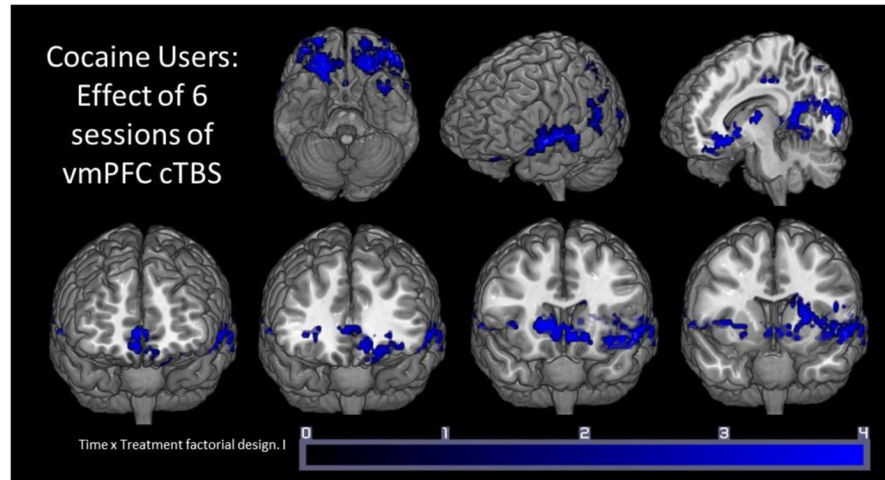 Cocaine Users:
Effect of 6
sessions of
vmPFC cTBS
Time x Treatment factorial design. I
0 1 2 3 4